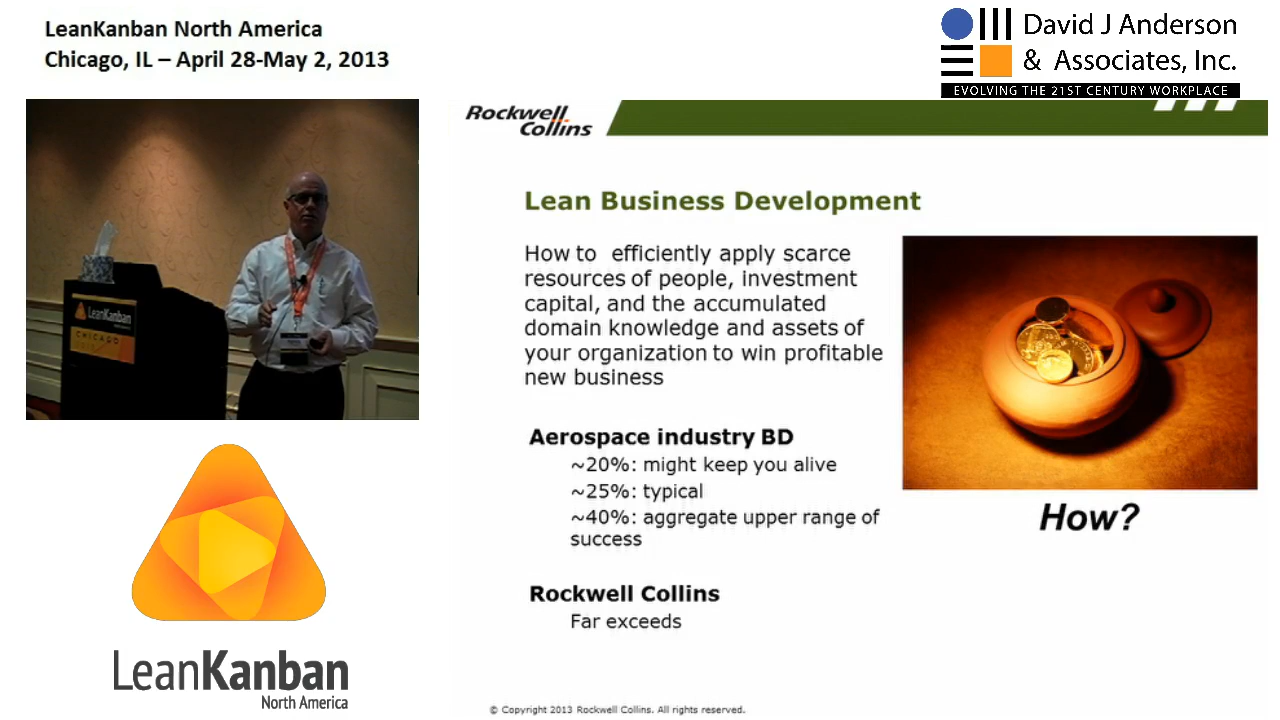 LeanKanban North America
Chicago, IL – April 28-May 2, 2013
David J Anderson
& Associates, Inc.
EVOLVING THE 21ST CENTURY WORKPLACE
Rockwell
Collins
Lean Business Development
How to efficiently apply scarce
resources of people, investment
capital, and the accumulated
domain knowledge and assets of
your organization to win profitable
new business
Aerospace industry BD
~20%: might keep you alive
~25%: typical
~40%: aggregate upper range of
success
Rockwell Collins
Far exceeds
How?
LeanKanban
CHICAGO
LeanKanban
North America
© Copyright 2013 Rockwell Collins. All rights reserved.